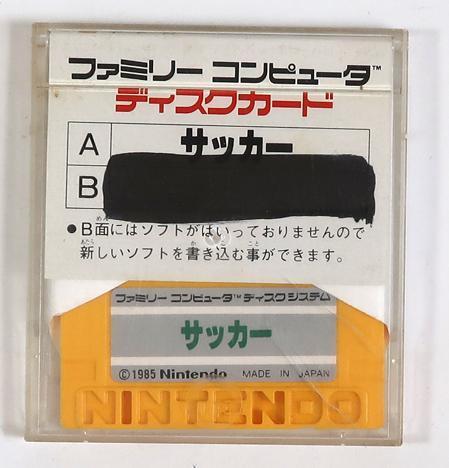 ファミリー コンピュータ™
ディスクカード
A サッカー
B
●B面にはソフトがはいっておりませんので
新しいソフトを書き込む事ができます。
ファミリー コンピュータ™ ディスクシステム
サッカー
©1985 Nintendo MADE IN JAPAN
NINTENDO